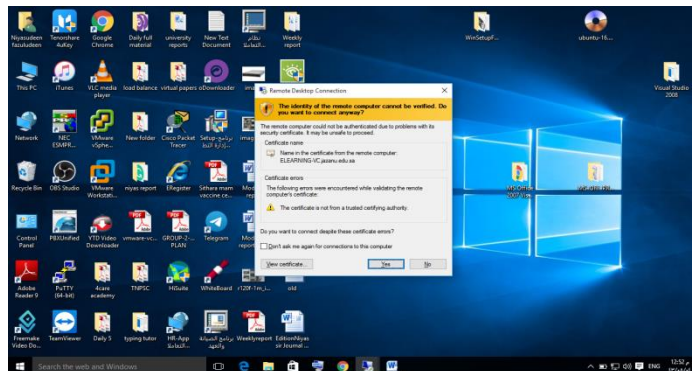 Niyasudeen
fazuludeen
Tenorshare
4uKey
Google
Chrome
Daily full
material
university
reports
New Text
Document
Weekly
report
WinSetupF...
ubuntu-16....
This PC
iTunes
VLC media
player
load balance
virtual papers
oDownloader
Visual Studio
2008
Network
NEC
ESMPR...
VMware
vSphe...
New folder
Cisco Packet
Tracer
Recycle Bin
OBS Studio
VMware
Workstati...
niyas report
ERegister
Sithara mam
vaccine ce...
Control
Panel
PBXUnified
YTD Video
Downloader
vmware-vc...
GROUP-2-...
PLAN
Telegram
Adobe
Reader 9
PuTTY
(64-bit)
4care
academy
TNPSC
HiSuite
WhiteBoard
old
Freemake
Video Do...
TeamViewer
Daily 5
typing tutor
HR-App
Weeklyreport
EditionNiyas
sir Journal ...
Remote Desktop Connection
The identity of the remote computer cannot be verified. Do
you want to connect anyway?
The remote computer could not be authenticated due to problems with its
security certificate. It may be unsafe to proceed.
Certificate name
Name in the certificate from the remote computer:
ELEARNING-VC.jazanu.edu.sa
Certificate errors
The following errors were encountered while validating the remote
computer's certificate:
The certificate is not from a trusted certifying authority.
Do you want to connect despite these certificate errors?
Don't ask me again for connections to this computer
View certificate...
Yes
No
Search the web and Windows
ENG
12:52